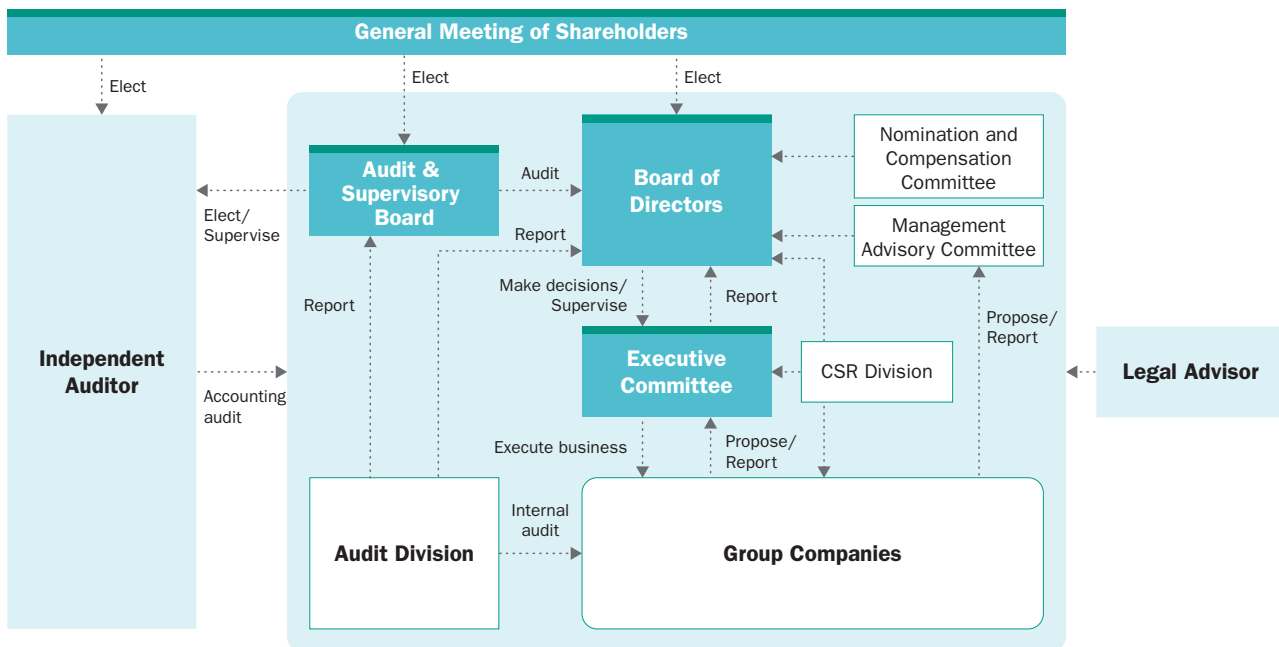 General Meeting of Shareholders
Elect
Elect
Elect
Audit &
Supervisory
Board
Audit
Board of
Directors
Nomination and
Compensation
Committee
Elect/
Supervise
Report
Management
Advisory Committee
Make decisions/
Supervise
Report
Report
Propose/
Report
Independent
Auditor
Executive
Committee
CSR Division
Legal Advisor
Accounting
audit
Execute business
Propose/
Report
Internal
audit
Audit Division
Group Companies